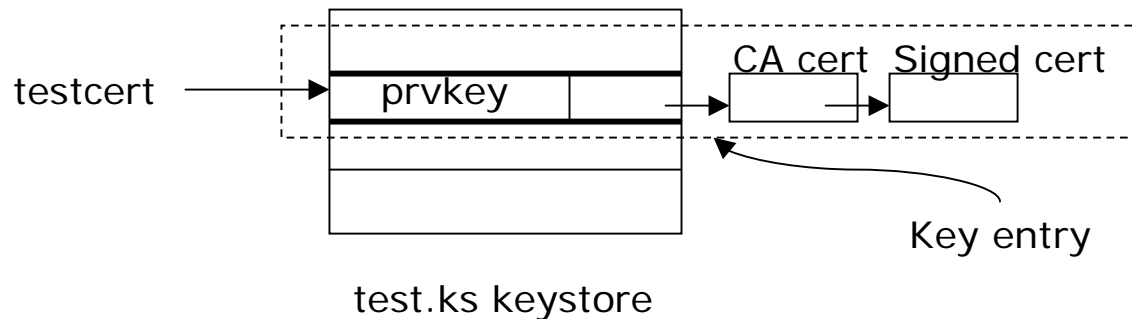 CA cert
Signed cert
testcert
prvkey
Key entry
test.ks keystore